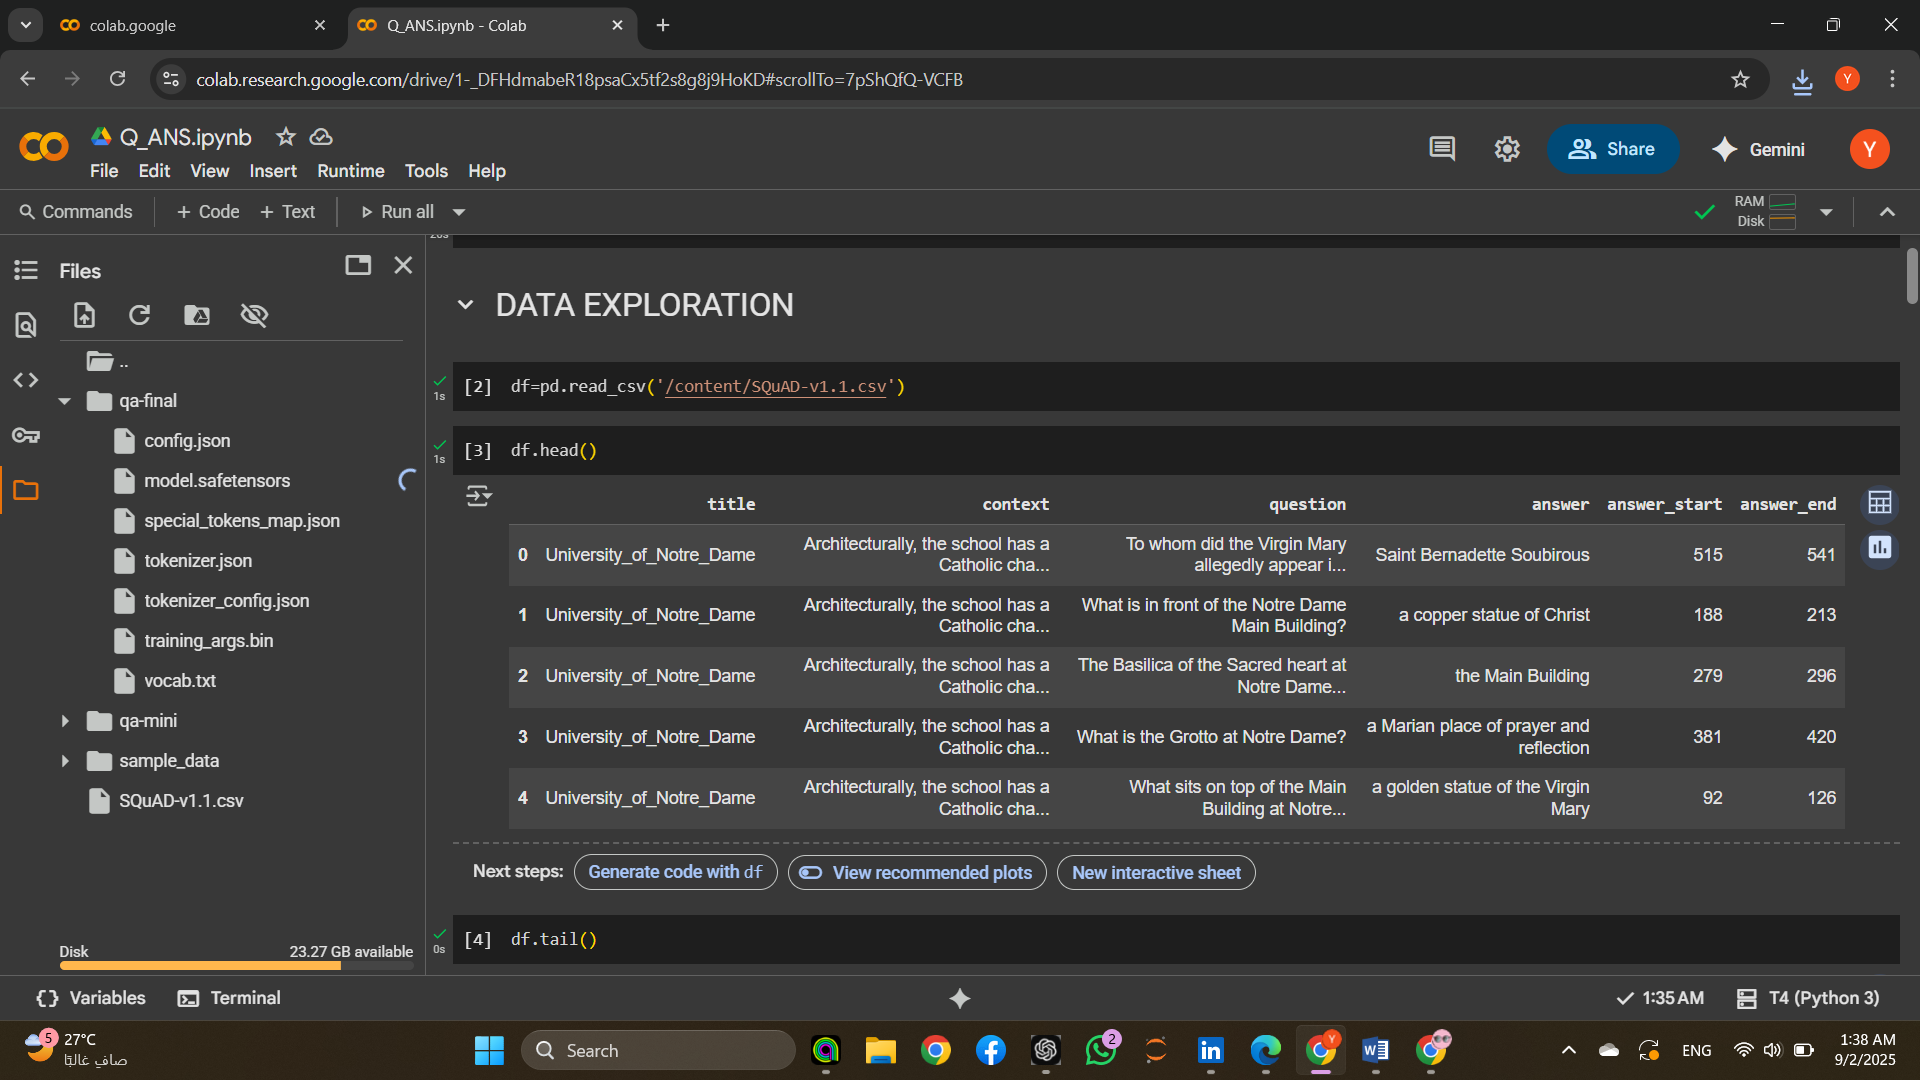 colab.google
Q_ANS.ipynb - Colab
colab.research.google.com/drive/1-_DFHdmabeR18psaCx5tf2s8g8j9HoKD#scrollTo=7pShQfQ-VCFB
Y
Q_ANS.ipynb
File Edit View Insert Runtime Tools Help
Share
Gemini
Y
Commands
+ Code + Text
Run all
RAM
Disk
Files
..
qa-final
config.json
model.safetensors
special_tokens_map.json
tokenizer.json
tokenizer_config.json
training_args.bin
vocab.txt
qa-mini
sample_data
SQuAD-v1.1.csv
Disk 23.27 GB available
DATA EXPLORATION
1s
[2] df=pd.read_csv('/content/SQuAD-v1.1.csv')
1s
[3] df.head()
title context question answer answer_start answer_end
0 University_of_Notre_Dame Architecturally, the school has a Catholic cha... To whom did the Virgin Mary allegedly appear i... Saint Bernadette Soubirous 515 541
1 University_of_Notre_Dame Architecturally, the school has a Catholic cha... What is in front of the Notre Dame Main Building? a copper statue of Christ 188 213
2 University_of_Notre_Dame Architecturally, the school has a Catholic cha... The Basilica of the Sacred heart at Notre Dame... the Main Building 279 296
3 University_of_Notre_Dame Architecturally, the school has a Catholic cha... What is the Grotto at Notre Dame? a Marian place of prayer and reflection 381 420
4 University_of_Notre_Dame Architecturally, the school has a Catholic cha... What sits on top of the Main Building at Notre... a golden statue of the Virgin Mary 92 126
Next steps: Generate code with df View recommended plots New interactive sheet
0s
[4] df.tail()
Variables
Terminal
1:35 AM
T4 (Python 3)
5
27°C
صافٍ غالبًا
Search
2
Y
ENG
1:38 AM
9/2/2025